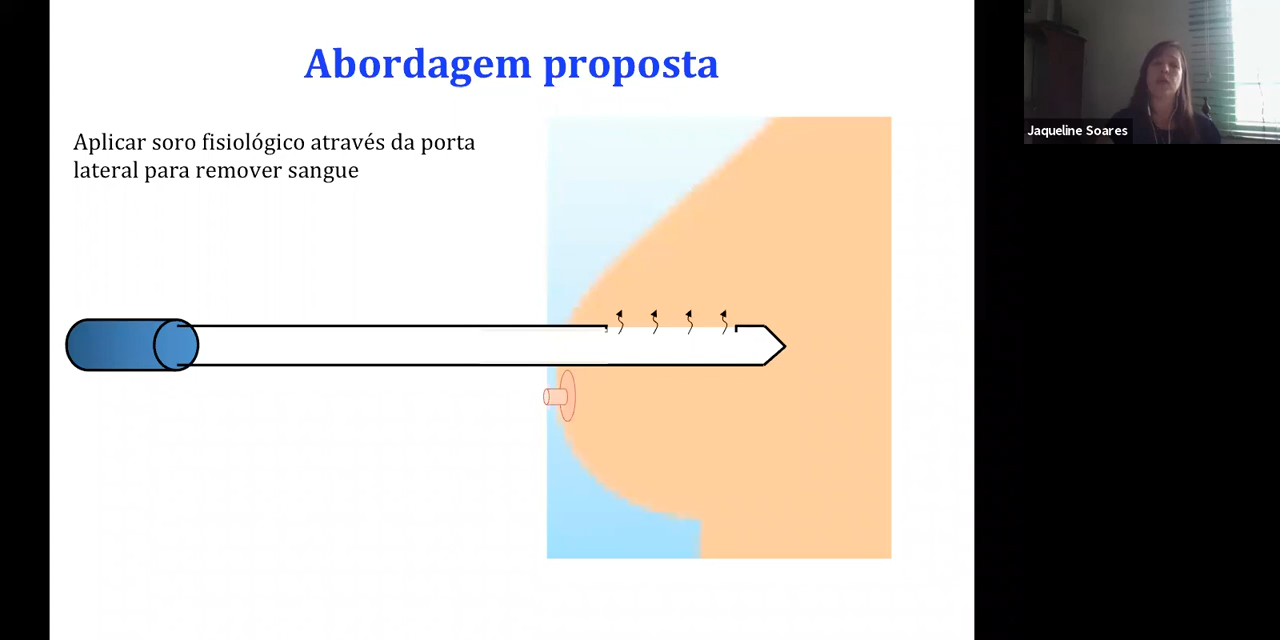 Abordagem proposta
Aplicar soro fisiológico através da porta
lateral para remover sangue
Jaqueline Soares